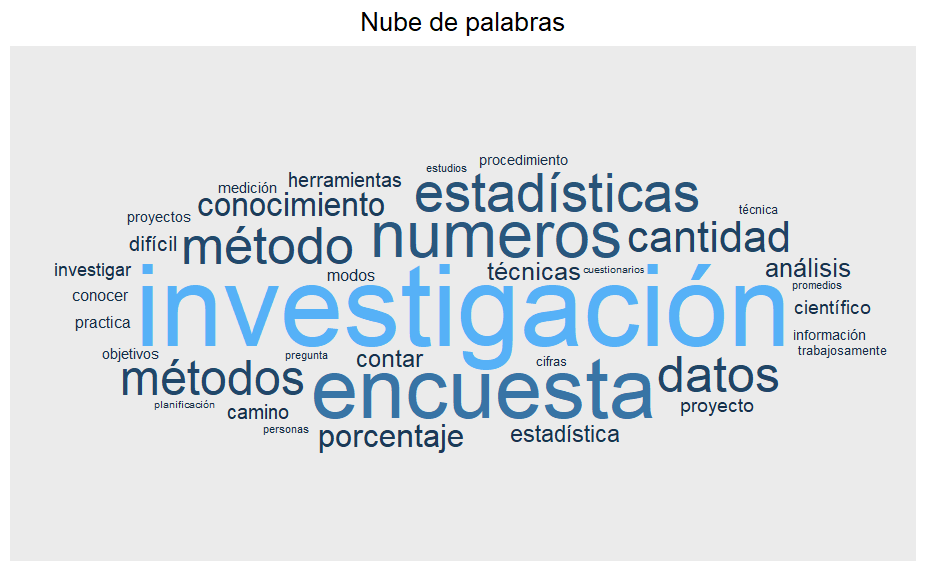 Nube de palabras
estudios
procedimiento
medición
herramientas
estadísticas
proyectos
conocimiento
técnica
difícil
método
numeros
cantidad
investigar
modos
técnicas
cuestionarios
análisis
promedios
conocer
investigación
científico
practica
información
objetivos
pregunta
contar
cifras
trabajosamente
métodos
encuesta
datos
planificación
camino
proyecto
personas
porcentaje
estadística